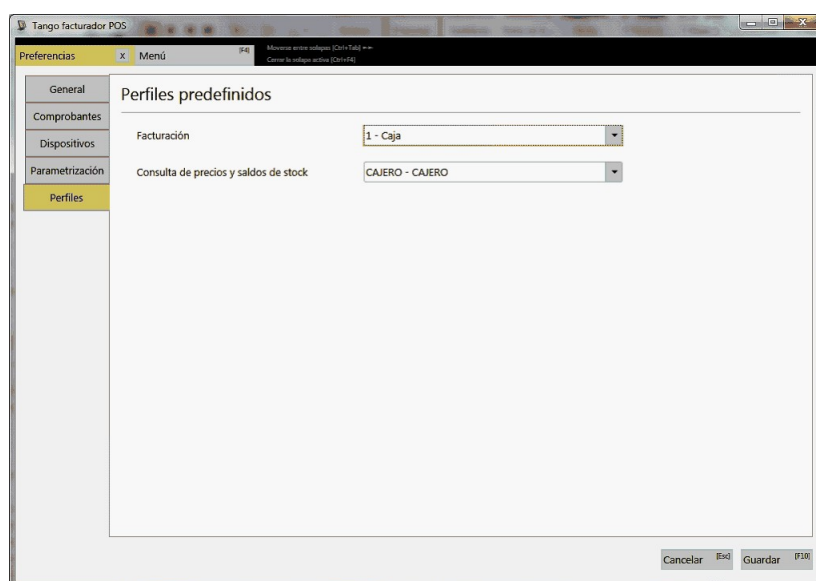 Tango facturador POS
Preferencias X Menú [F4] Moverse entre solapas [Ctrl+Tab]
Cerrar la solapa activa [Ctrl+F4]
General
Perfiles predefinidos
Comprobantes
Facturación 1 - Caja
Dispositivos
Parametrización
Consulta de precios y saldos de stock CAJERO - CAJERO
Perfiles
Cancelar [Esc] Guardar [F10]